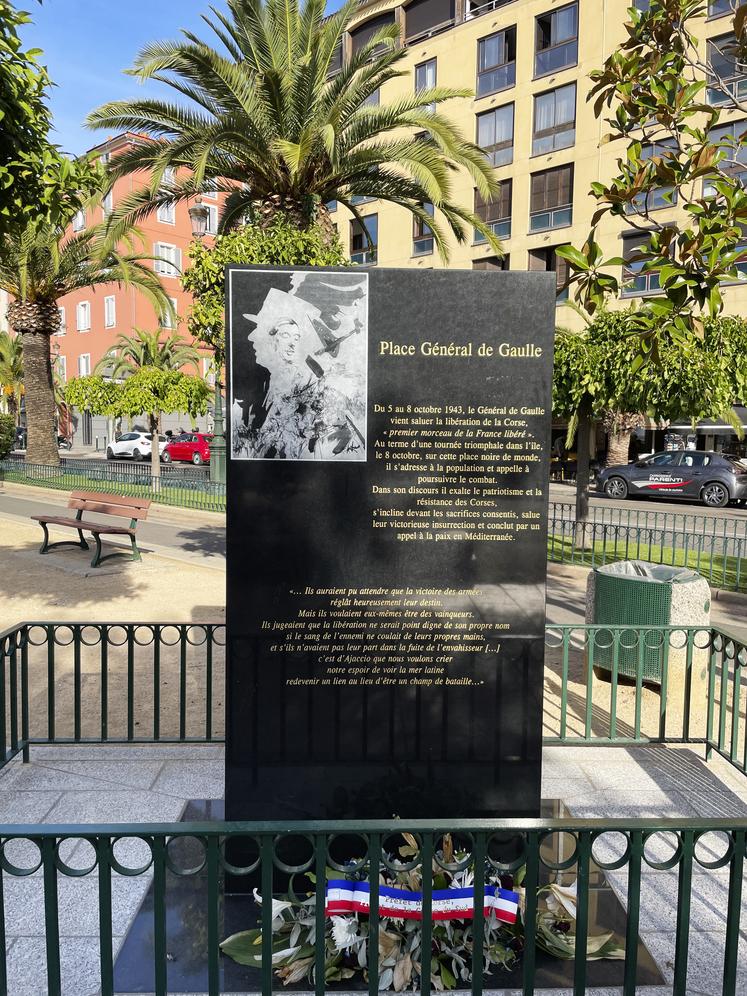 Place Général de Gaulle
Du 5 au 8 octobre 1943, le Général de Gaulle
vient saluer la libération de la Corse,
« premier morceau de la France libéré ».
Au terme d'une tournée triomphale dans l'île,
le 8 octobre, sur cette place noire de monde,
il s'adresse à la population et appelle à
poursuivre le combat.
Dans son discours il exalte le patriotisme et la
résistance des Corses,
s'incline devant les sacrifices consentis, salue
leur victorieuse insurrection et conclut par un
appel à la paix en Méditerranée.
«... Ils auraient pu attendre que la victoire des armées
réglât heureusement leur destin.
Mais ils voulaient eux-mêmes être des vainqueurs.
Ils jugeaient que la libération ne serait point digne de son propre nom
si le sang de l'ennemi ne coulait de leurs propres mains,
et s'ils n'avaient pas leur part dans la fuite de l'envahisseur [...]
c'est d'Ajaccio que nous voulons crier
notre espoir de voir la mer latine
redevenir un lien au lieu d'être un champ de bataille...»
PARENTI
Préfet